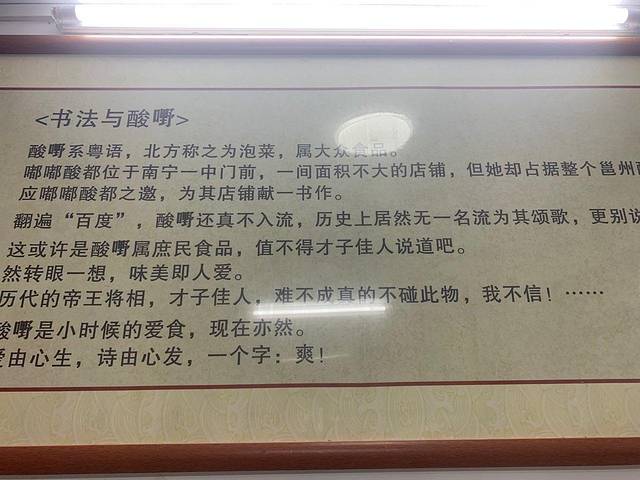 <书法与酸嘢>
酸嘢系粤语，北方称之为泡菜，属大众食品。
嘟嘟酸都位于南宁一中门前，一间面积不大的店铺，但她却占据整个邕州
应嘟嘟酸都之邀，为其店铺献一书作。
翻遍“百度”，酸嘢还真不入流，历史上居然无一名流为其颂歌，更别说
这或许是酸嘢属庶民食品，值不得才子佳人说道吧。
然转眼一想，味美即人爱。
历代的帝王将相，才子佳人，难不成真的不碰此物，我不信！……
酸嘢是小时候的爱食，现在亦然。
由心生，诗由心发，一个字：爽！